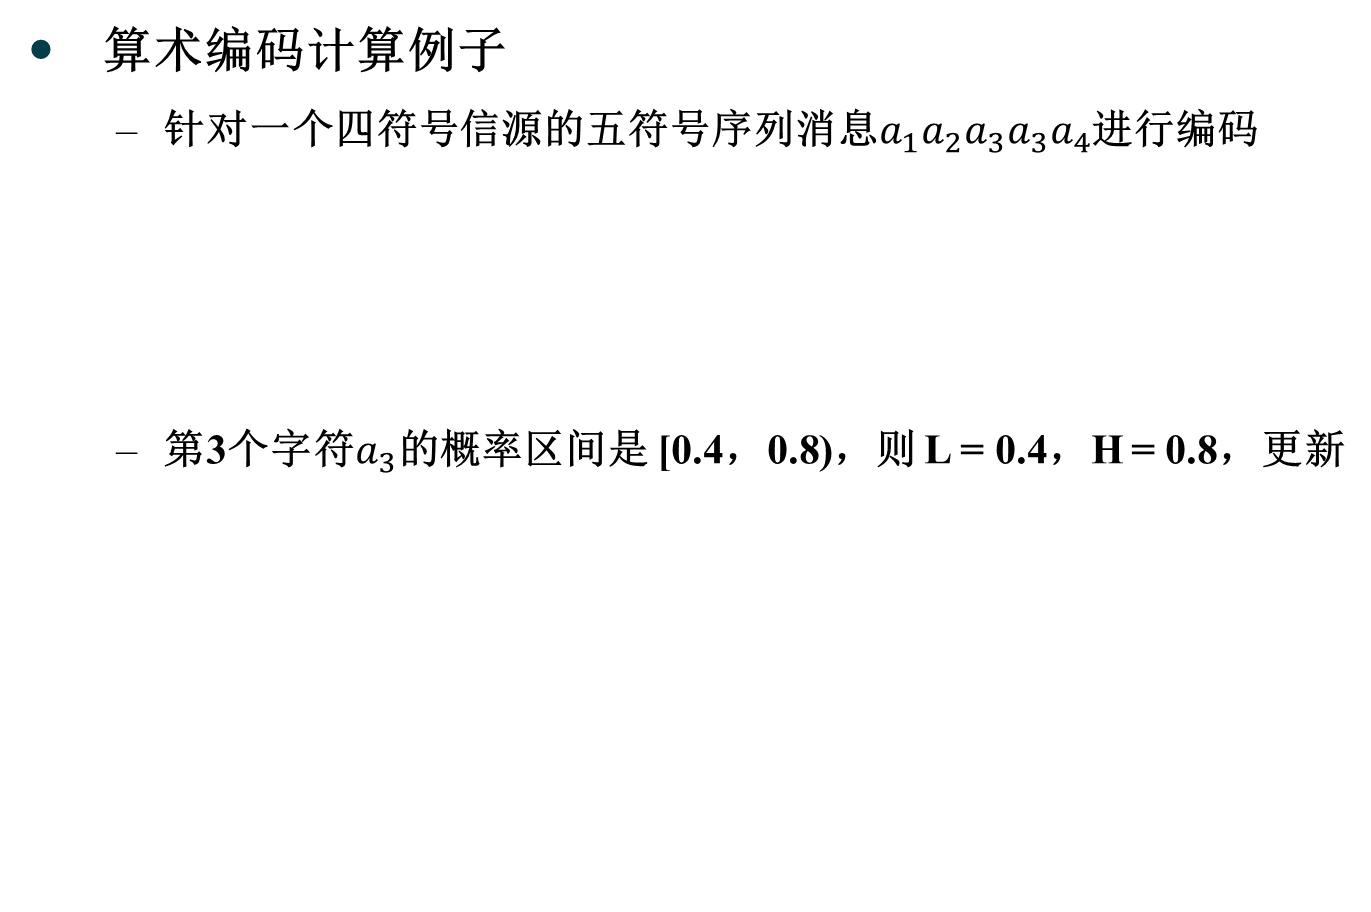 • 算术编码计算例子
– 针对一个四符号信源的五符号序列消息a₁a₂a₃a₃a₄进行编码
– 第3个字符a₃的概率区间是 [0.4，0.8)，则 L = 0.4，H = 0.8，更新